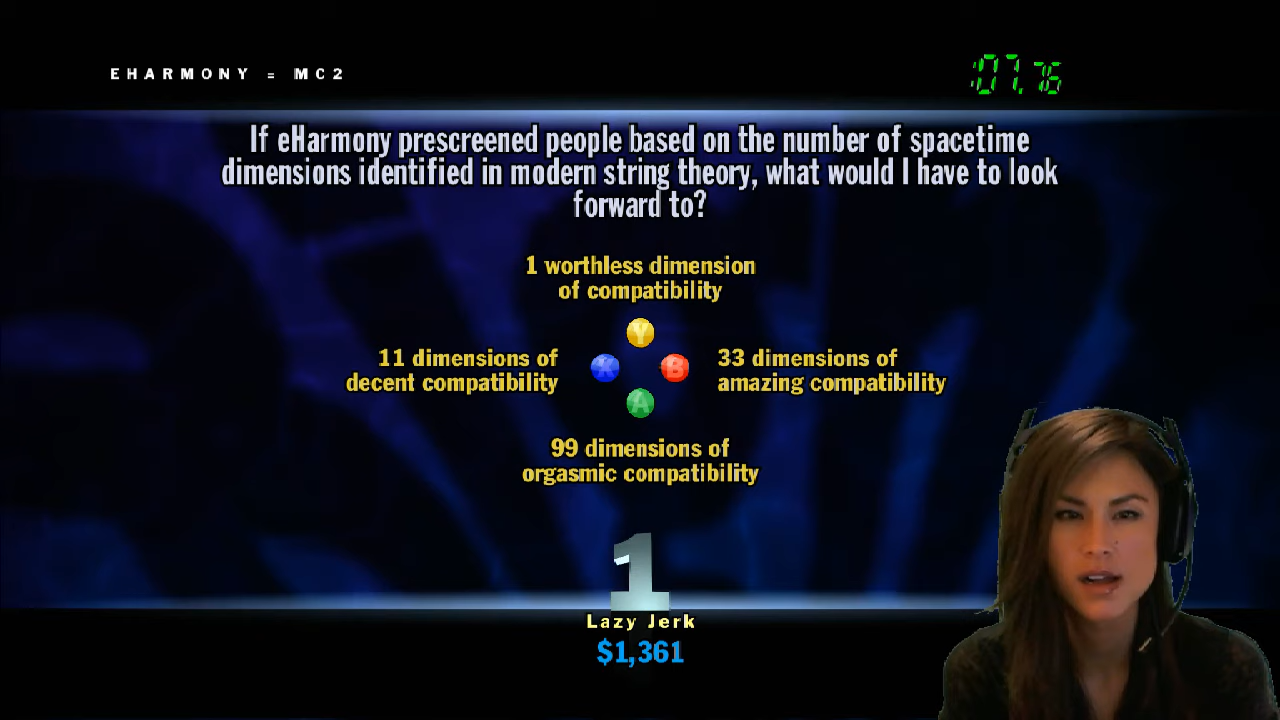 EHARMONY = MC2
:07.76
If eHarmony prescreened people based on the number of spacetime
dimensions identified in modern string theory, what would I have to look
forward to?
1 worthless dimension
of compatibility
Y
11 dimensions of
decent compatibility
X
B
33 dimensions of
amazing compatibility
A
99 dimensions of
orgasmic compatibility
1
Lazy Jerk
$1,361